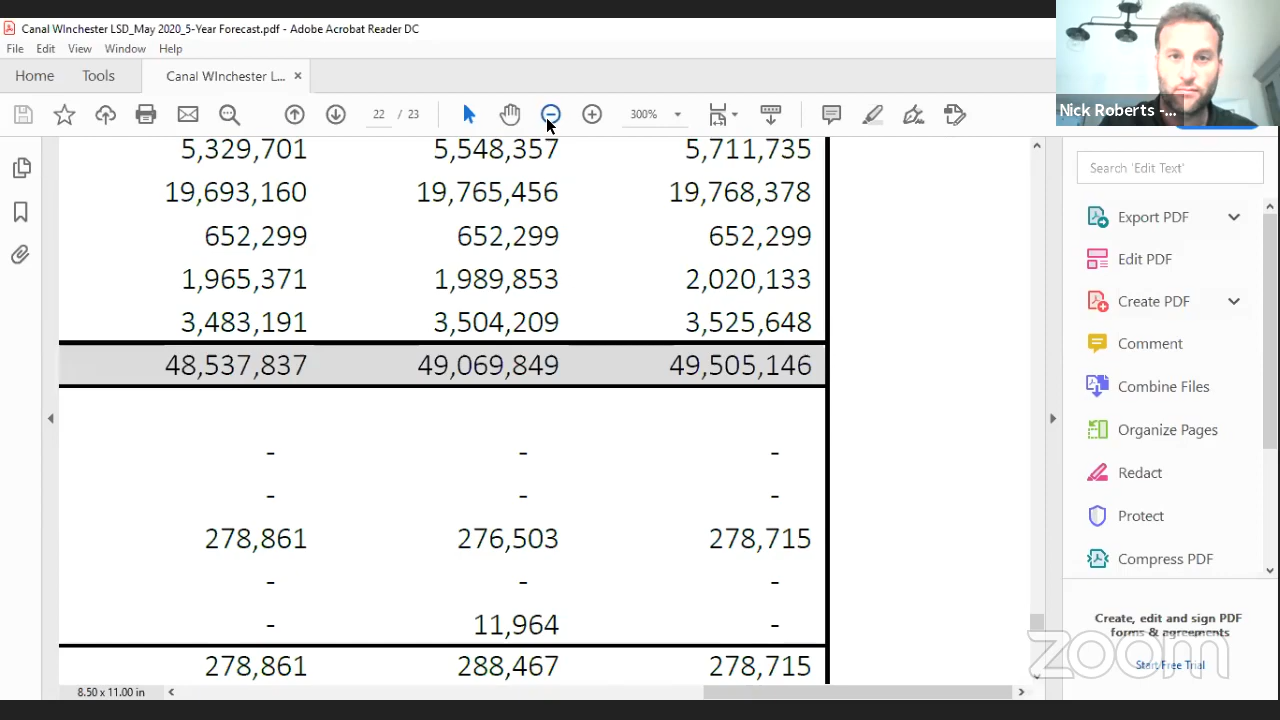 Canal WInchester LSD_May 2020_5-Year Forecast.pdf - Adobe Acrobat Reader DC
File Edit View Window Help
Home Tools Canal WInchester L... ×
22 / 23 300%
Nick Roberts -...
5,329,701 5,548,357 5,711,735
19,693,160 19,765,456 19,768,378
652,299 652,299 652,299
1,965,371 1,989,853 2,020,133
3,483,191 3,504,209 3,525,648
48,537,837 49,069,849 49,505,146
- - -
- - -
278,861 276,503 278,715
- - -
- 11,964 -
278,861 288,467 278,715
8.50 x 11.00 in
Search 'Edit Text'
Export PDF
Edit PDF
Create PDF
Comment
Combine Files
Organize Pages
Redact
Protect
Compress PDF
Create, edit and sign PDF
forms & agreements
Start Free Trial
zoom